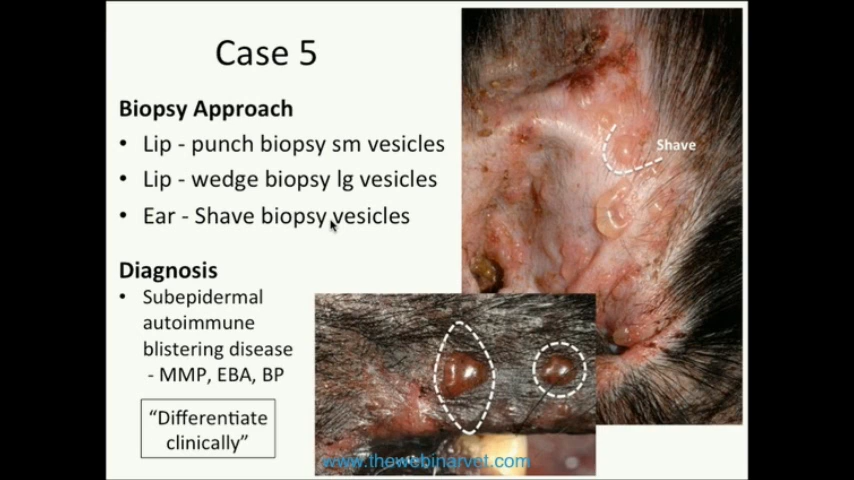 Case 5
Biopsy Approach
• Lip - punch biopsy sm vesicles
• Lip - wedge biopsy lg vesicles
• Ear - Shave biopsy vesicles
Diagnosis
• Subepidermal
autoimmune
blistering disease
- MMP, EBA, BP
“Differentiate
clinically”
Shave
www.thewebinarvet.com